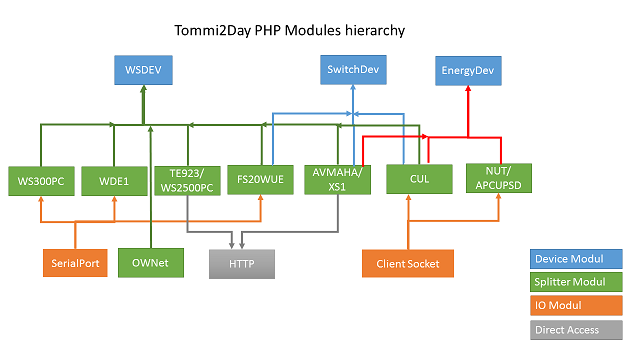 Tommi2Day PHP Modules hierarchy
WSDEV
SwitchDev
EnergyDev
WS300PC
WDE1
TE923/
WS2500PC
FS20WUE
AVMAHA/
XS1
CUL
NUT/
APCUPSD
SerialPort
OWNet
HTTP
Client Socket
Device Modul
Splitter Modul
IO Modul
Direct Access